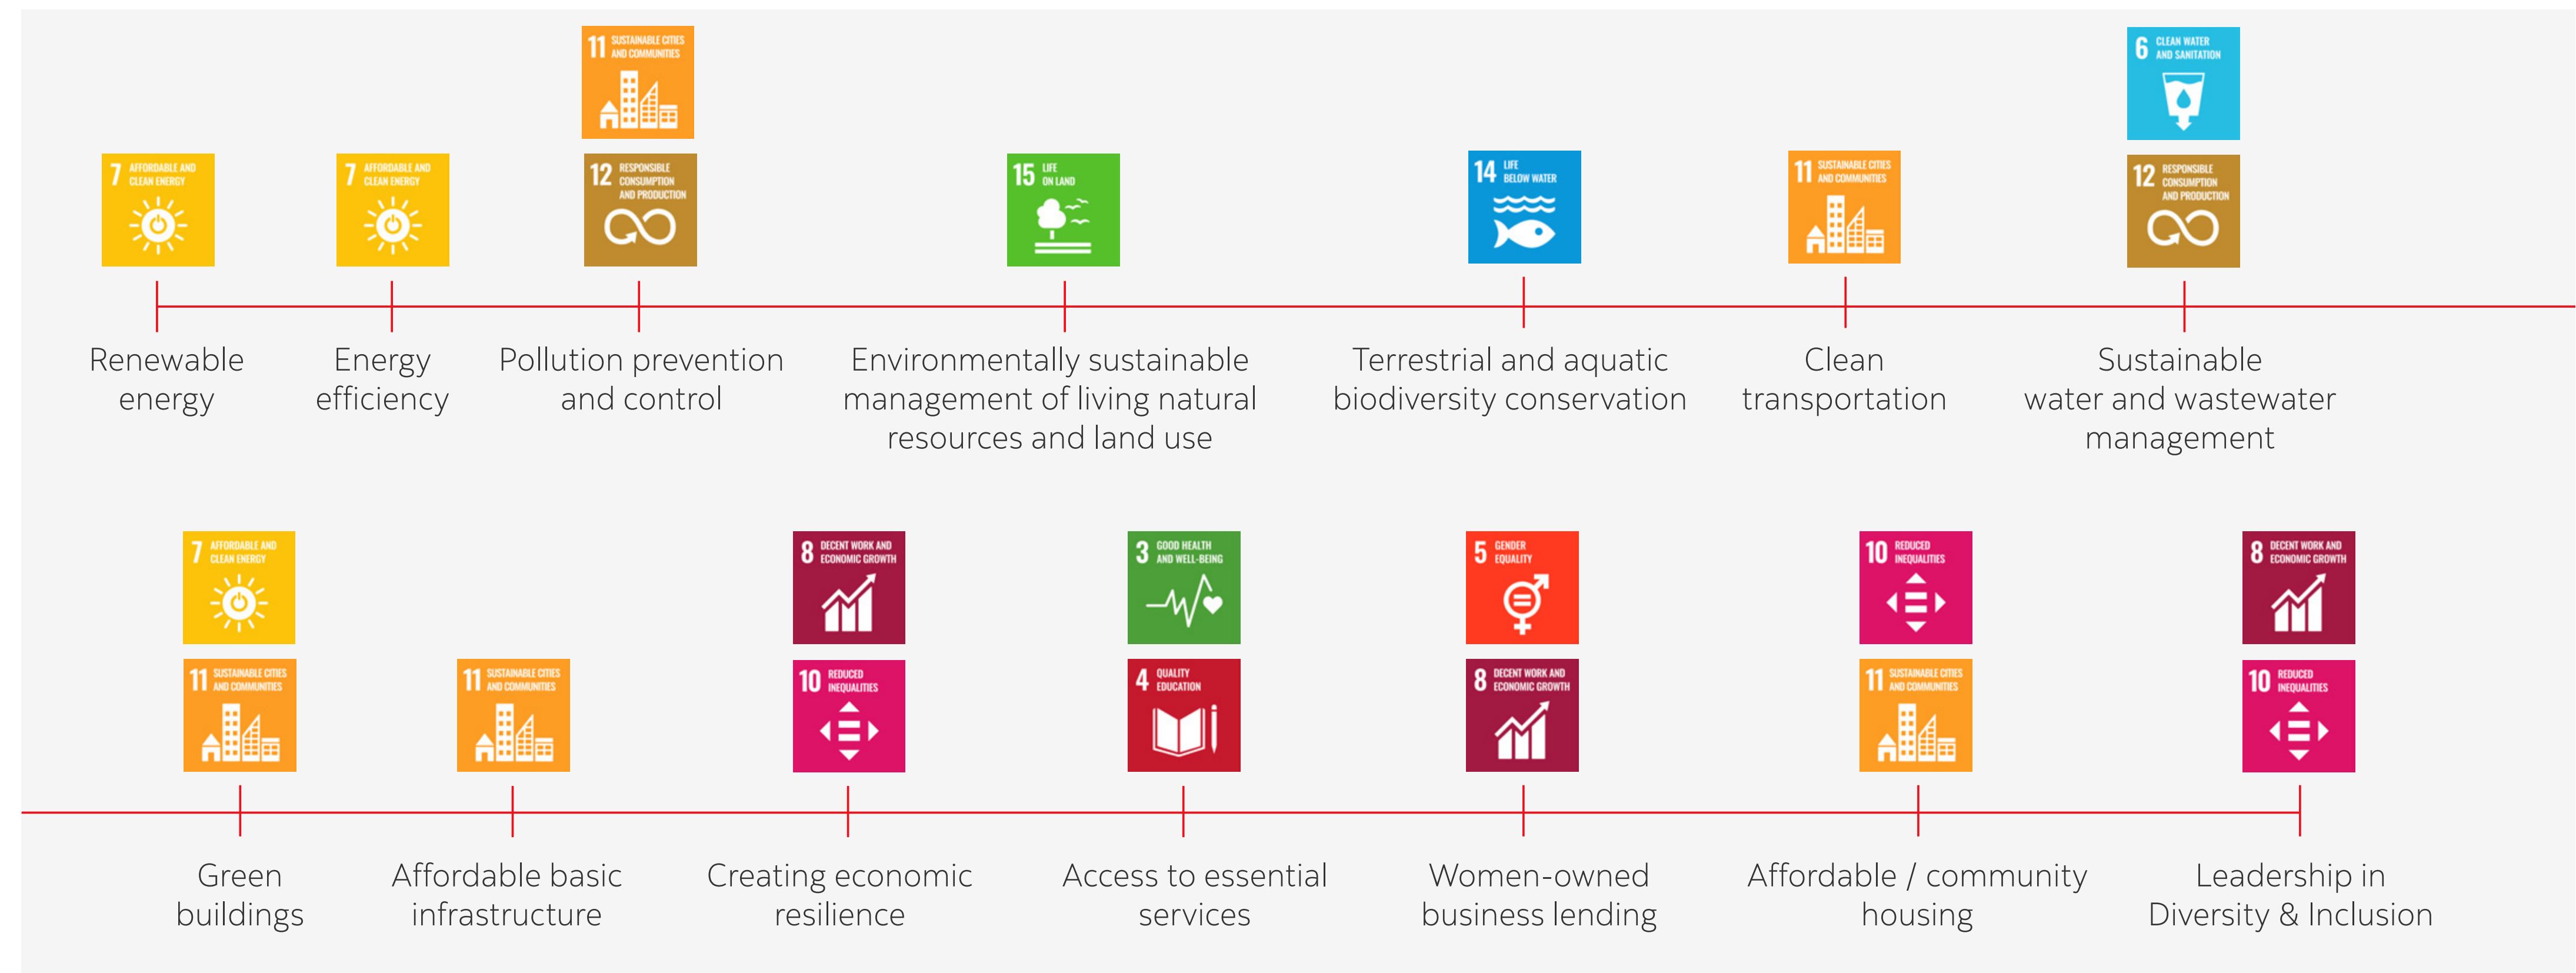 11 SUSTAINABLE CITIES
AND COMMUNITIES
6 CLEAN WATER
AND SANITATION
7 AFFORDABLE AND
CLEAN ENERGY
7 AFFORDABLE AND
CLEAN ENERGY
12 RESPONSIBLE
CONSUMPTION
AND PRODUCTION
15 LIFE
ON LAND
14 LIFE
BELOW WATER
11 SUSTAINABLE CITIES
AND COMMUNITIES
12 RESPONSIBLE
CONSUMPTION
AND PRODUCTION
Renewable
energy
Energy
efficiency
Pollution prevention
and control
Environmentally sustainable
management of living natural
resources and land use
Terrestrial and aquatic
biodiversity conservation
Clean
transportation
Sustainable
water and wastewater
management
7 AFFORDABLE AND
CLEAN ENERGY
8 DECENT WORK AND
ECONOMIC GROWTH
3 GOOD HEALTH
AND WELL-BEING
5 GENDER
EQUALITY
10 REDUCED
INEQUALITIES
8 DECENT WORK AND
ECONOMIC GROWTH
11 SUSTAINABLE CITIES
AND COMMUNITIES
11 SUSTAINABLE CITIES
AND COMMUNITIES
10 REDUCED
INEQUALITIES
4 QUALITY
EDUCATION
8 DECENT WORK AND
ECONOMIC GROWTH
11 SUSTAINABLE CITIES
AND COMMUNITIES
10 REDUCED
INEQUALITIES
Green
buildings
Affordable basic
infrastructure
Creating economic
resilience
Access to essential
services
Women-owned
business lending
Affordable / community
housing
Leadership in
Diversity & Inclusion